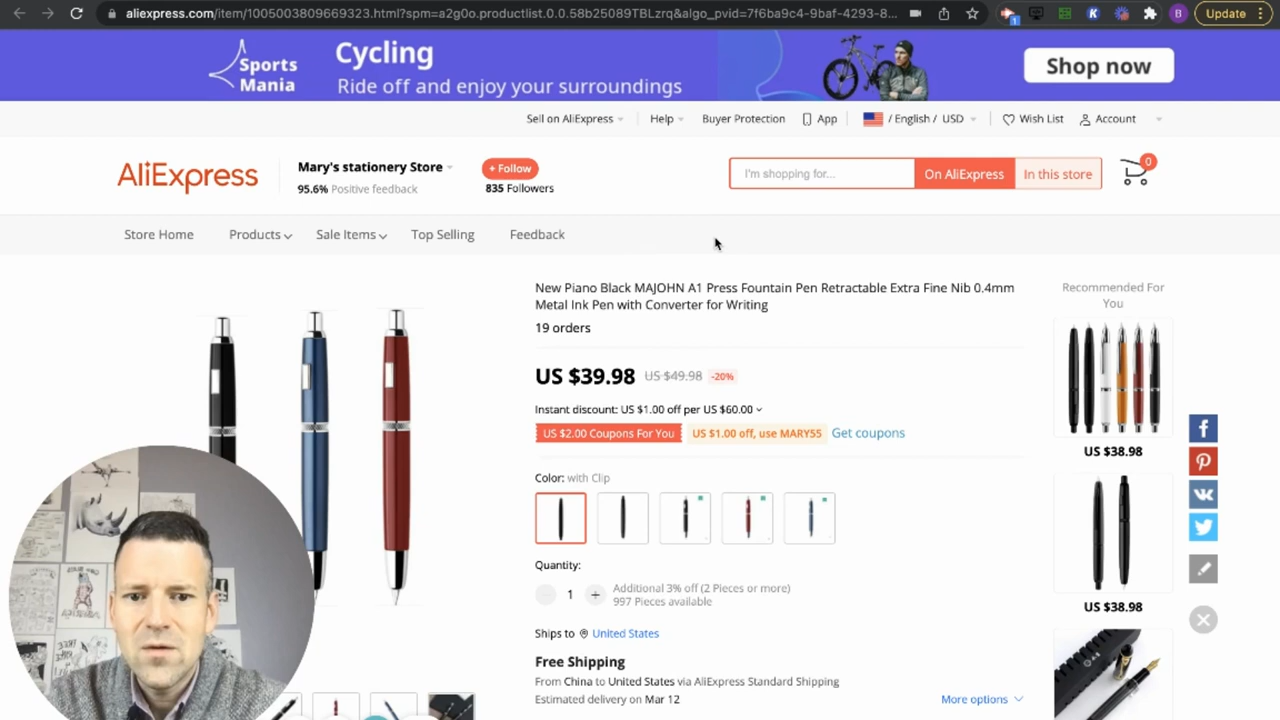 aliexpress.com/item/1005003809669323.html?spm=a2g0o.productlist.0.0.58b25089TBLzrq&algo_pvid=7f6ba9c4-9baf-4293-8...
1
K
B
Update
Sports
Mania
Cycling
Ride off and enjoy your surroundings
Shop now
Sell on AliExpress
Help
Buyer Protection
App
/ English / USD
Wish List
Account
AliExpress
Mary's stationery Store
95.6% Positive feedback
+ Follow
835 Followers
I'm shopping for...
On AliExpress
In this store
0
Store Home
Products
Sale Items
Top Selling
Feedback
New Piano Black MAJOHN A1 Press Fountain Pen Retractable Extra Fine Nib 0.4mm
Metal Ink Pen with Converter for Writing
19 orders
US $39.98 US $49.98 -20%
Instant discount: US $1.00 off per US $60.00
US $2.00 Coupons For You
US $1.00 off, use MARY55
Get coupons
Color: with Clip
Quantity:
1
Additional 3% off (2 Pieces or more)
997 Pieces available
Ships to United States
Free Shipping
From China to United States via AliExpress Standard Shipping
Estimated delivery on Mar 12
More options
Recommended For
You
US $38.98
US $38.98